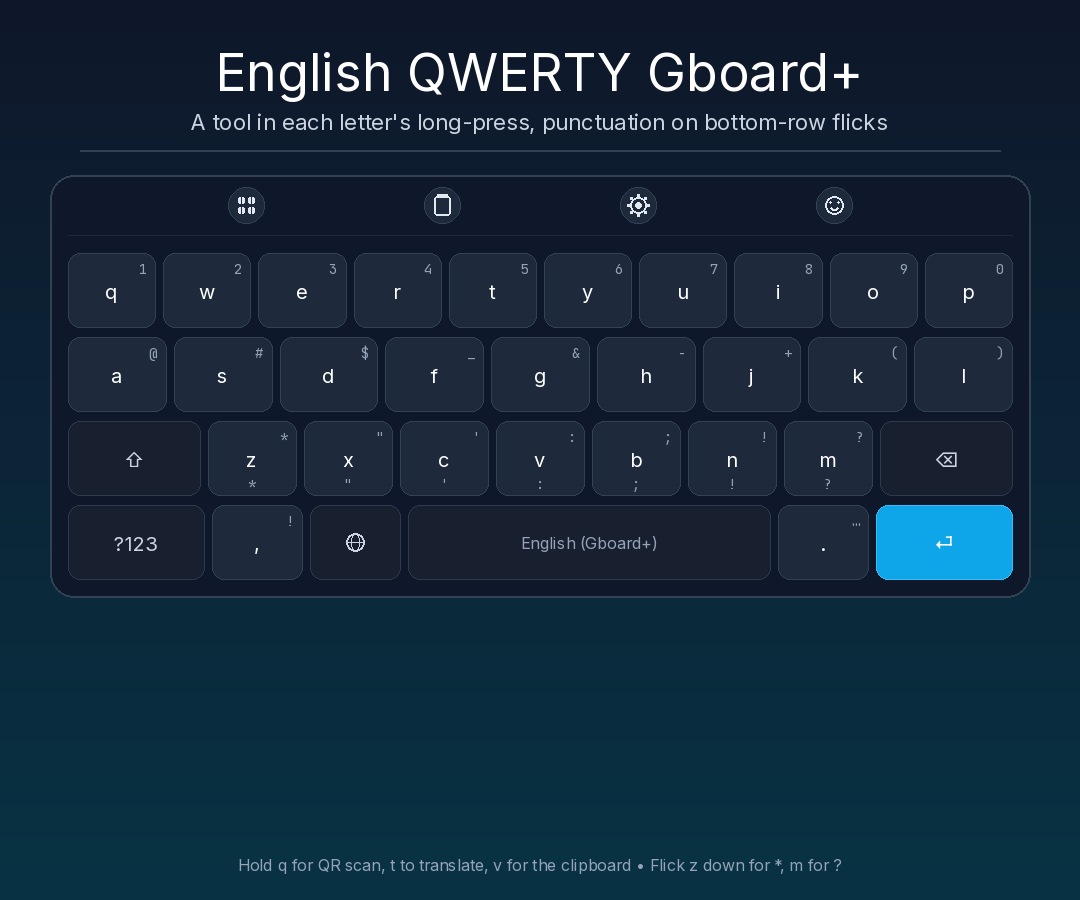 English QWERTY Gboard+
A tool in each letter's long-press, punctuation on bottom-row flicks
1 2 3 4 5 6 7 8 9 0
q w e r t y u i o p
@ # $ _ & - + ( )
a s d f g h j k l
* " ' : ; ! ?
z x c v b n m
* " ' : ; ! ?
! …
?123 , English (Gboard+) .
Hold q for QR scan, t to translate, v for the clipboard • Flick z down for *, m for ?